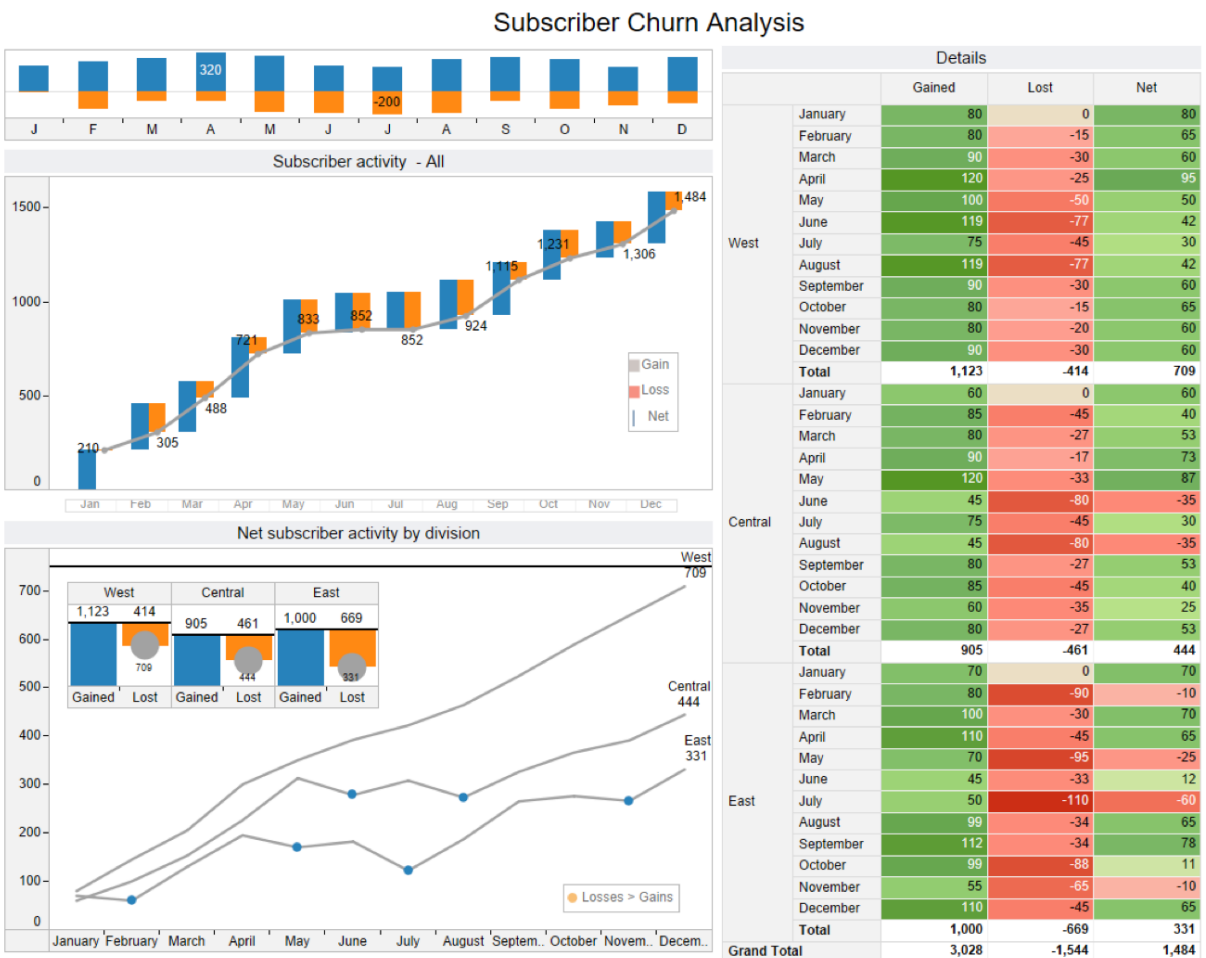 Subscriber Churn Analysis
320
-200
J F M A M J J A S O N D
Subscriber activity - All
1500
1000
500
0
210
305
488
721
833
852
852
924
1,115
1,231
1,306
1,484
Gain
Loss
Net
Jan Feb Mar Apr May Jun Jul Aug Sep Oct Nov Dec
Net subscriber activity by division
700
600
500
400
300
200
100
0
West Central East
1,123 414 905 461 1,000 669
709 444 331
Gained Lost Gained Lost Gained Lost
West
709
Central
444
East
331
Losses > Gains
January February March April May June July August Septem.. October Novem.. Decem..
Details
Gained Lost Net
West
January 80 0 80
February 80 -15 65
March 90 -30 60
April 120 -25 95
May 100 -50 50
June 119 -77 42
July 75 -45 30
August 119 -77 42
September 90 -30 60
October 80 -15 65
November 80 -20 60
December 90 -30 60
Total 1,123 -414 709
Central
January 60 0 60
February 85 -45 40
March 80 -27 53
April 90 -17 73
May 120 -33 87
June 45 -80 -35
July 75 -45 30
August 45 -80 -35
September 80 -27 53
October 85 -45 40
November 60 -35 25
December 80 -27 53
Total 905 -461 444
East
January 70 0 70
February 80 -90 -10
March 100 -30 70
April 110 -45 65
May 70 -95 -25
June 45 -33 12
July 50 -110 -60
August 99 -34 65
September 112 -34 78
October 99 -88 11
November 55 -65 -10
December 110 -45 65
Total 1,000 -669 331
Grand Total 3,028 -1,544 1,484